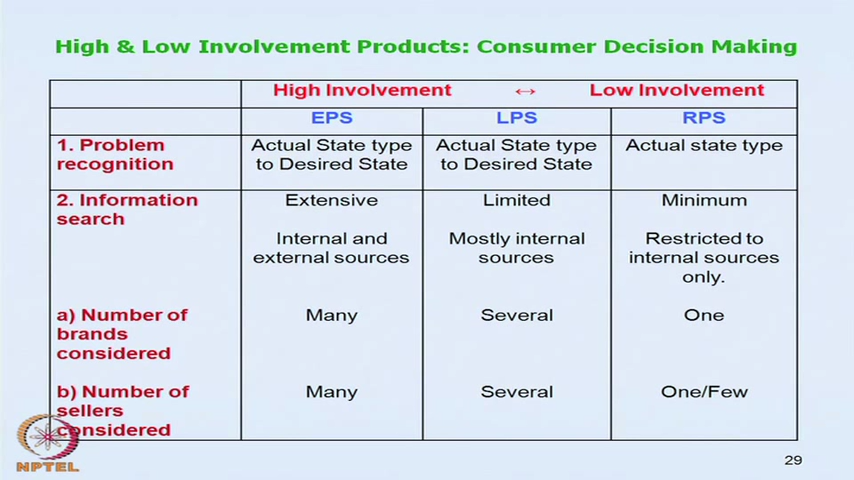 High & Low Involvement Products: Consumer Decision Making
High Involvement ↔ Low Involvement
EPS LPS RPS
1. Problem recognition
Actual State type to Desired State
Actual State type to Desired State
Actual state type
2. Information search
Extensive
Internal and external sources
Limited
Mostly internal sources
Minimum
Restricted to internal sources only.
a) Number of brands considered
Many
Several
One
b) Number of sellers considered
Many
Several
One/Few
NPTEL
29